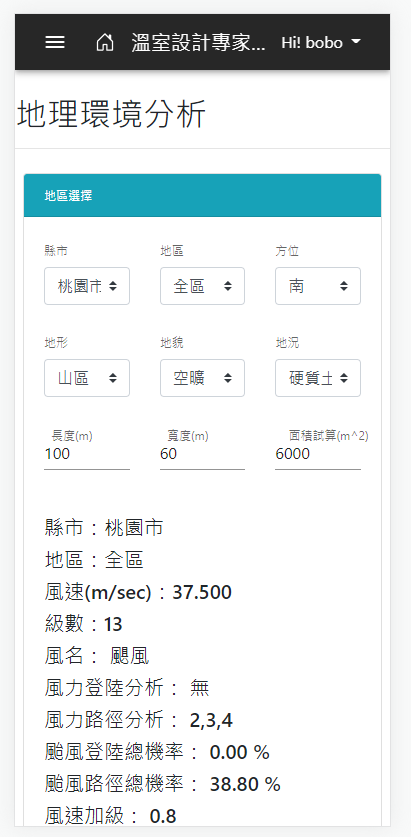 溫室設計專家... Hi! bobo
地理環境分析
地區選擇
縣市 地區 方位
桃園市 全區 南
地形 地貌 地況
山區 空曠 硬質土
長度(m) 寬度(m) 面積試算(m^2)
100 60 6000
縣市：桃園市
地區：全區
風速(m/sec)：37.500
級數：13
風名： 颶風
風力登陸分析： 無
風力路徑分析： 2,3,4
颱風登陸總機率： 0.00 %
颱風路徑總機率： 38.80 %
風速加級： 0.8